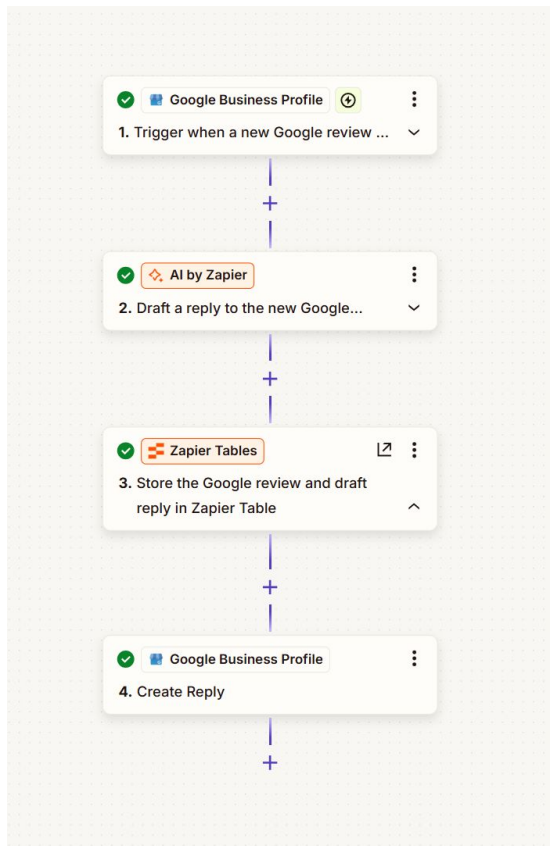 Google Business Profile
1. Trigger when a new Google review ...
AI by Zapier
2. Draft a reply to the new Google...
Zapier Tables
3. Store the Google review and draft
reply in Zapier Table
Google Business Profile
4. Create Reply